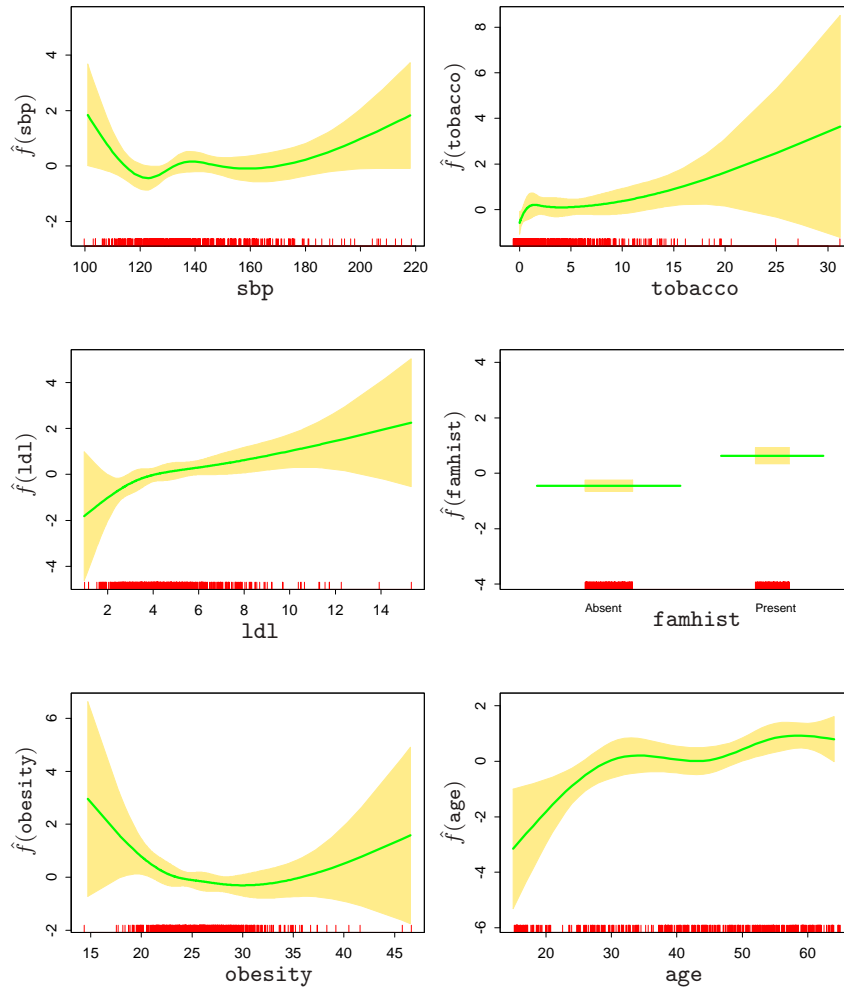 f̂(sbp)
-2 0 2 4
100 120 140 160 180 200 220
sbp
f̂(tobacco)
0 2 4 6 8
0 5 10 15 20 25 30
tobacco
f̂(ldl)
-4 -2 0 2 4
2 4 6 8 10 12 14
ldl
f̂(famhist)
-4 -2 0 2 4
Absent Present
famhist
f̂(obesity)
-2 0 2 4 6
15 20 25 30 35 40 45
obesity
f̂(age)
-6 -4 -2 0 2
20 30 40 50 60
age